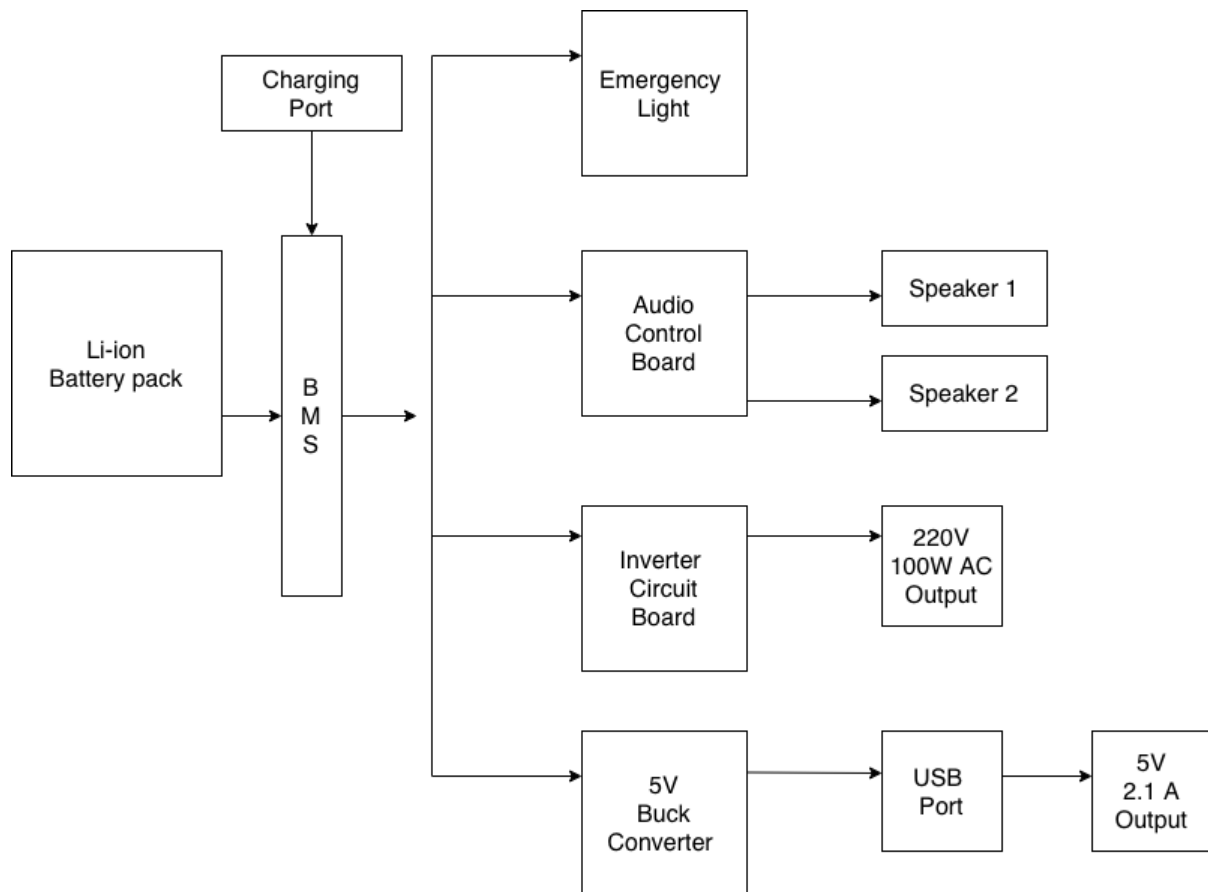 Charging
Port
Emergency
Light
Li-ion
Battery pack
B
M
S
Audio
Control
Board
Speaker 1
Speaker 2
Inverter
Circuit
Board
220V
100W AC
Output
5V
Buck
Converter
USB
Port
5V
2.1 A
Output